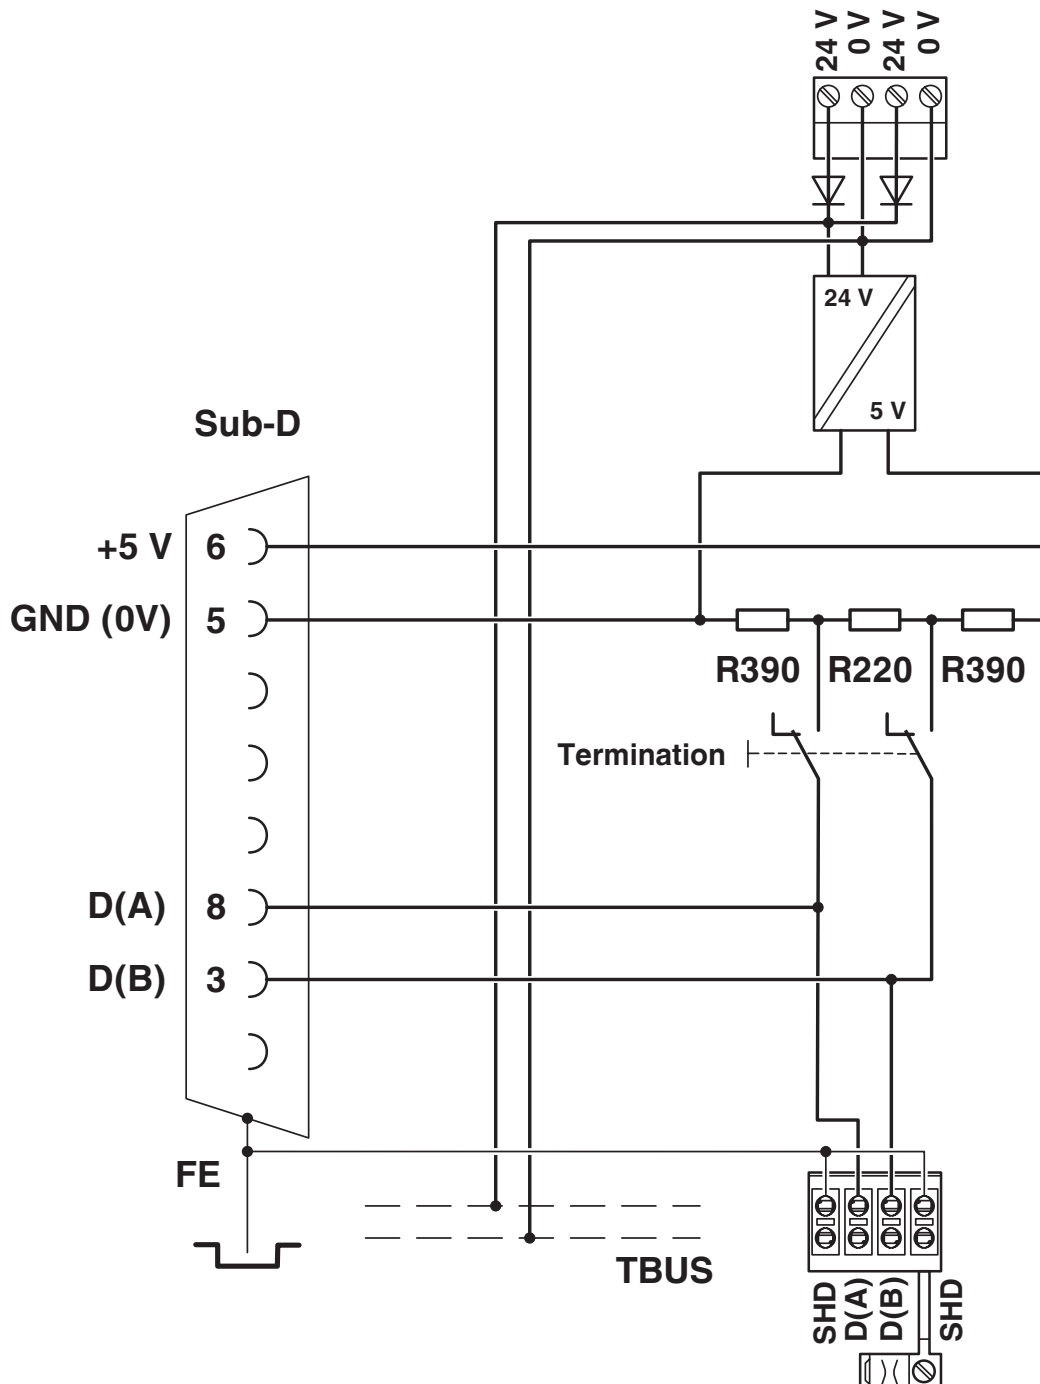 24 V 0 V 24 V 0 V
24 V
5 V
Sub-D
+5 V 6
GND (0V) 5
R390 R220 R390
Termination
D(A) 8
D(B) 3
FE
TBUS
SHD D(A) D(B) SHD